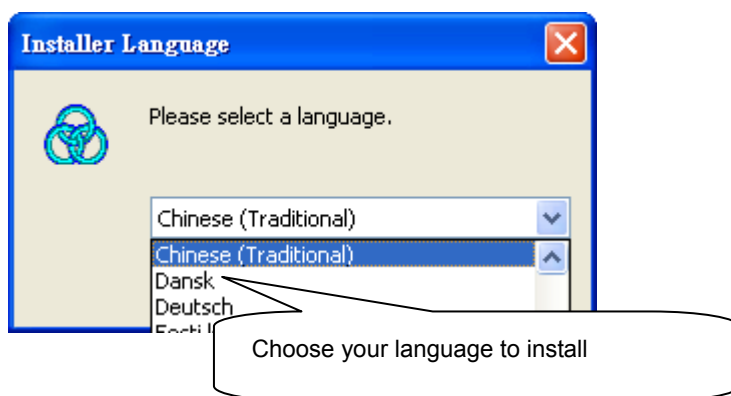 Installer Language
Please select a language.
Chinese (Traditional)
Chinese (Traditional)
Dansk
Deutsch
Choose your language to install